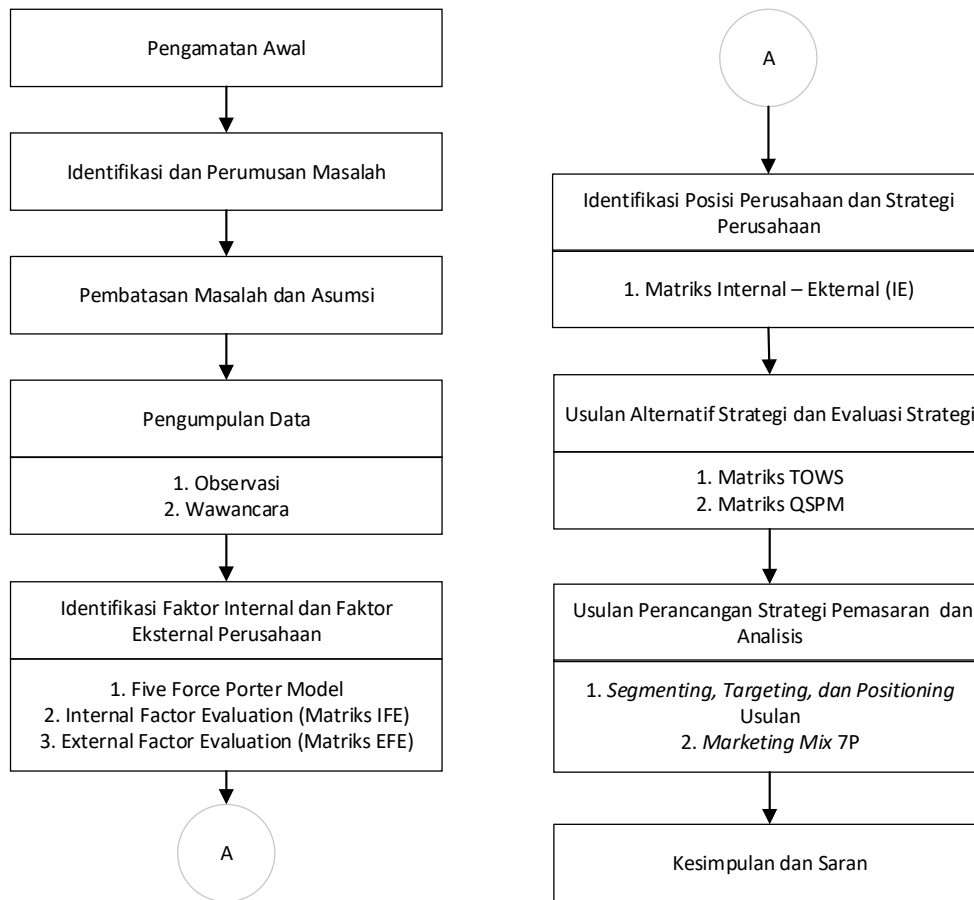 Pengamatan Awal
Identifikasi dan Perumusan Masalah
Pembatasan Masalah dan Asumsi
Pengumpulan Data
1. Observasi
2. Wawancara
Identifikasi Faktor Internal dan Faktor
Eksternal Perusahaan
1. Five Force Porter Model
2. Internal Factor Evaluation (Matriks IFE)
3. External Factor Evaluation (Matriks EFE)
A
A
Identifikasi Posisi Perusahaan dan Strategi
Perusahaan
1. Matriks Internal – Ekternal (IE)
Usulan Alternatif Strategi dan Evaluasi Strategi
1. Matriks TOWS
2. Matriks QSPM
Usulan Perancangan Strategi Pemasaran dan
Analisis
1. Segmenting, Targeting, dan Positioning
Usulan
2. Marketing Mix 7P
Kesimpulan dan Saran